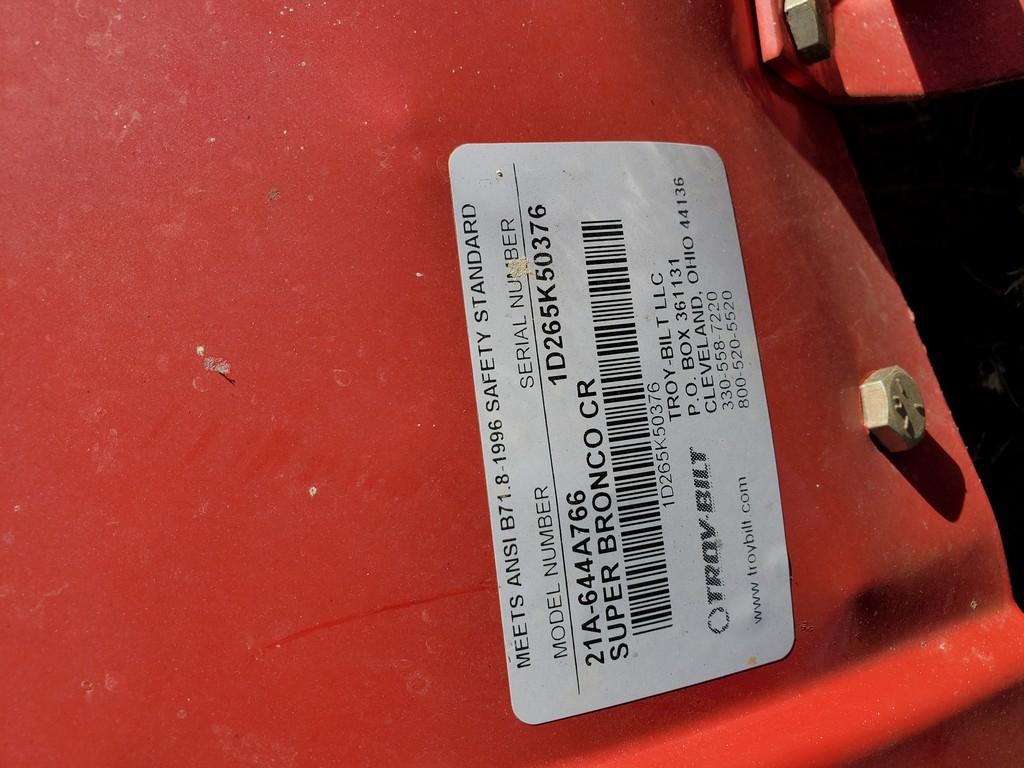 MEETS ANSI B71.8-1996 SAFETY STANDARD
MODEL NUMBER SERIAL NUMBER
21A-644A766 1D265K50376
SUPER BRONCO CR
1D265K50376
TROY-BILT
www.troybilt.com
TROY-BILT LLC
P.O. BOX 36131
CLEVELAND, OHIO 44136
330-558-7220
800-520-5520